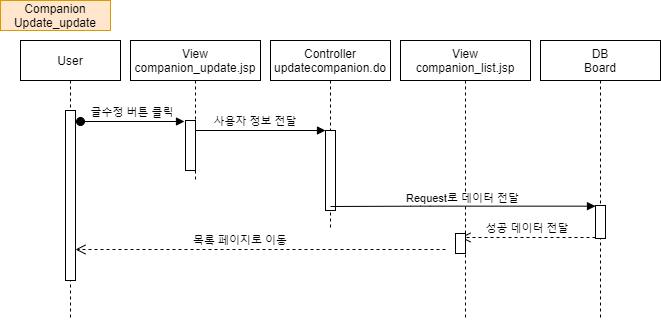 Companion
Update_update
User
View
companion_update.jsp
Controller
updatecompanion.do
View
companion_list.jsp
DB
Board
글수정 버튼 클릭
사용자 정보 전달
Request로 데이터 전달
성공 데이터 전달
목록 페이지로 이동